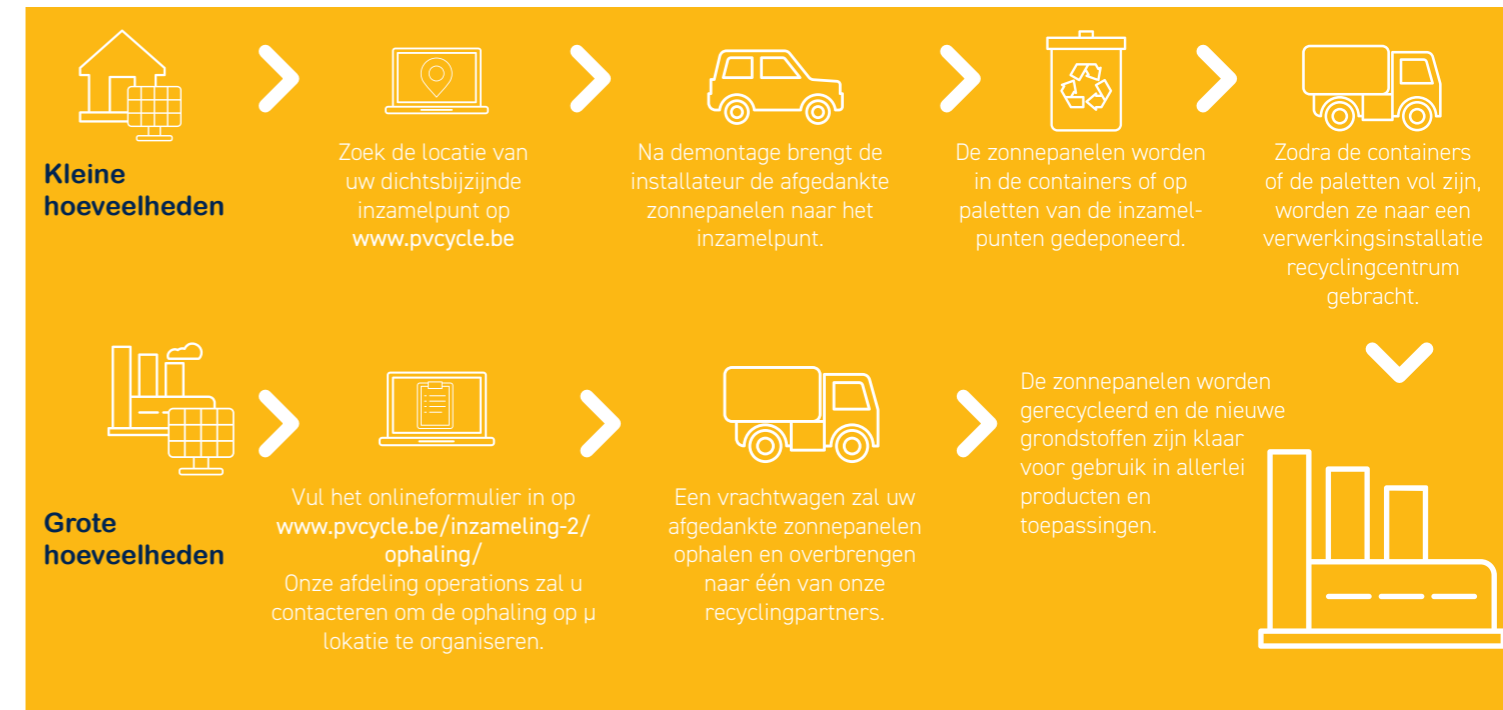 Kleine
hoeveelheden
Zoek de locatie van
uw dichtsbijzijnde
inzamelpunt op
www.pvcycle.be
Na demontage brengt de
installateur de afgedankte
zonnepanelen naar het
inzamelpunt.
De zonnepanelen worden
in de containers of op
paletten van de inzamel-
punten gedeponeerd.
Zodra de containers
of de paletten vol zijn,
worden ze naar een
verwerkingsinstallatie
recyclingcentrum
gebracht.
Grote
hoeveelheden
Vul het onlineformulier in op
www.pvcycle.be/inzameling-2/
ophaling/
Onze afdeling operations zal u
contacteren om de ophaling op µ
lokatie te organiseren.
Een vrachtwagen zal uw
afgedankte zonnepanelen
ophalen en overbrengen
naar één van onze
recyclingpartners.
De zonnepanelen worden
gerecycleerd en de nieuwe
grondstoffen zijn klaar
voor gebruik in allerlei
producten en
toepassingen.